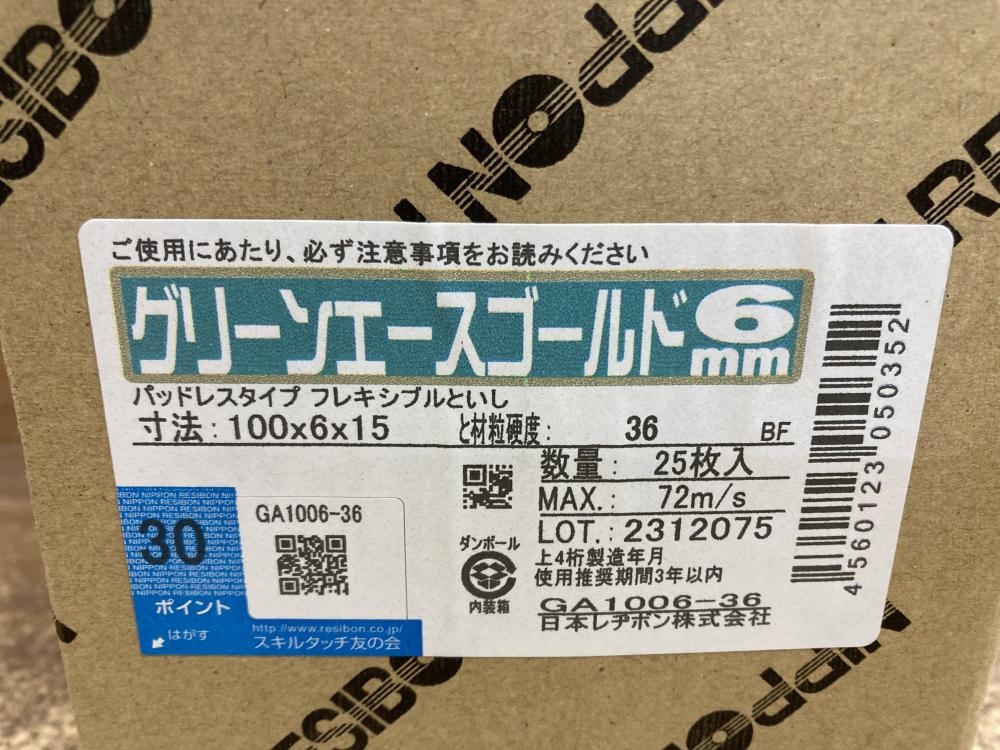 RESIBON
NIPPON
RE
ご使用にあたり、必ず注意事項をお読みください
グリーンエースゴールド6mm
パッドレスタイプ フレキシブルといし
寸法:100x6x15 と材粒硬度: 36 BF
数量: 25枚入
MAX.: 72m/s
LOT.: 2312075
上4桁製造年月
使用推奨期間3年以内
GA1006-36
日本レヂボン株式会社
ダンボール
内装箱
4560123050352
NIPPON RESIBON
30
ポイント
はがす
GA1006-36
http://www.resibon.co.jp/
スキルタッチ友の会
RESIBO
NIPPO